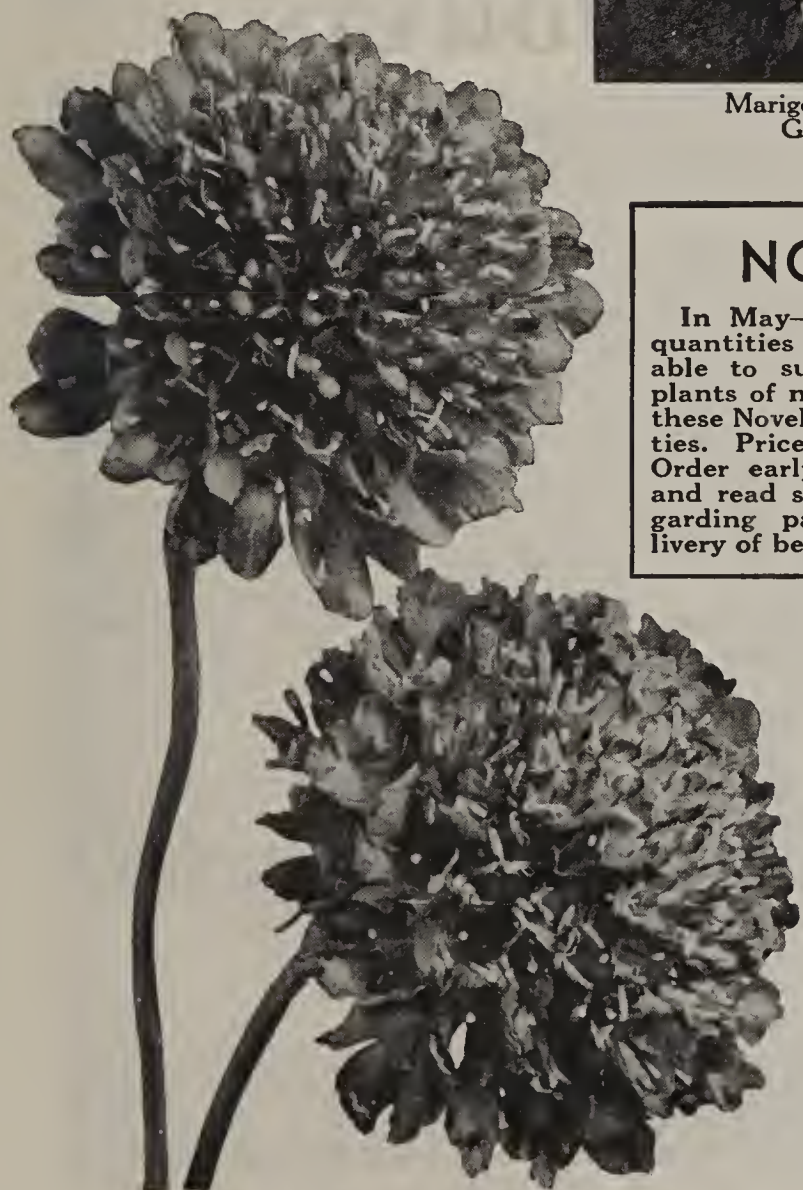 Marig
G
NO
In May—
quantities
able to su
plants of n
these Novel
ties. Price
Order earl
and read s
garding pa
livery of be